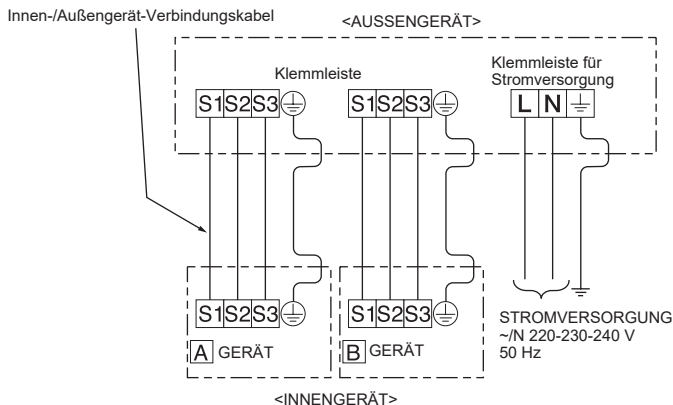 Innen-/Außengerät-Verbindungskabel
<AUSSENGERÄT>
Klemmleiste
Klemmleiste für
Stromversorgung
S1 S2 S3
S1 S2 S3
L N
S1 S2 S3
S1 S2 S3
A GERÄT
B GERÄT
STROMVERSORGUNG
~/N 220-230-240 V
50 Hz
<INNENGERÄT>